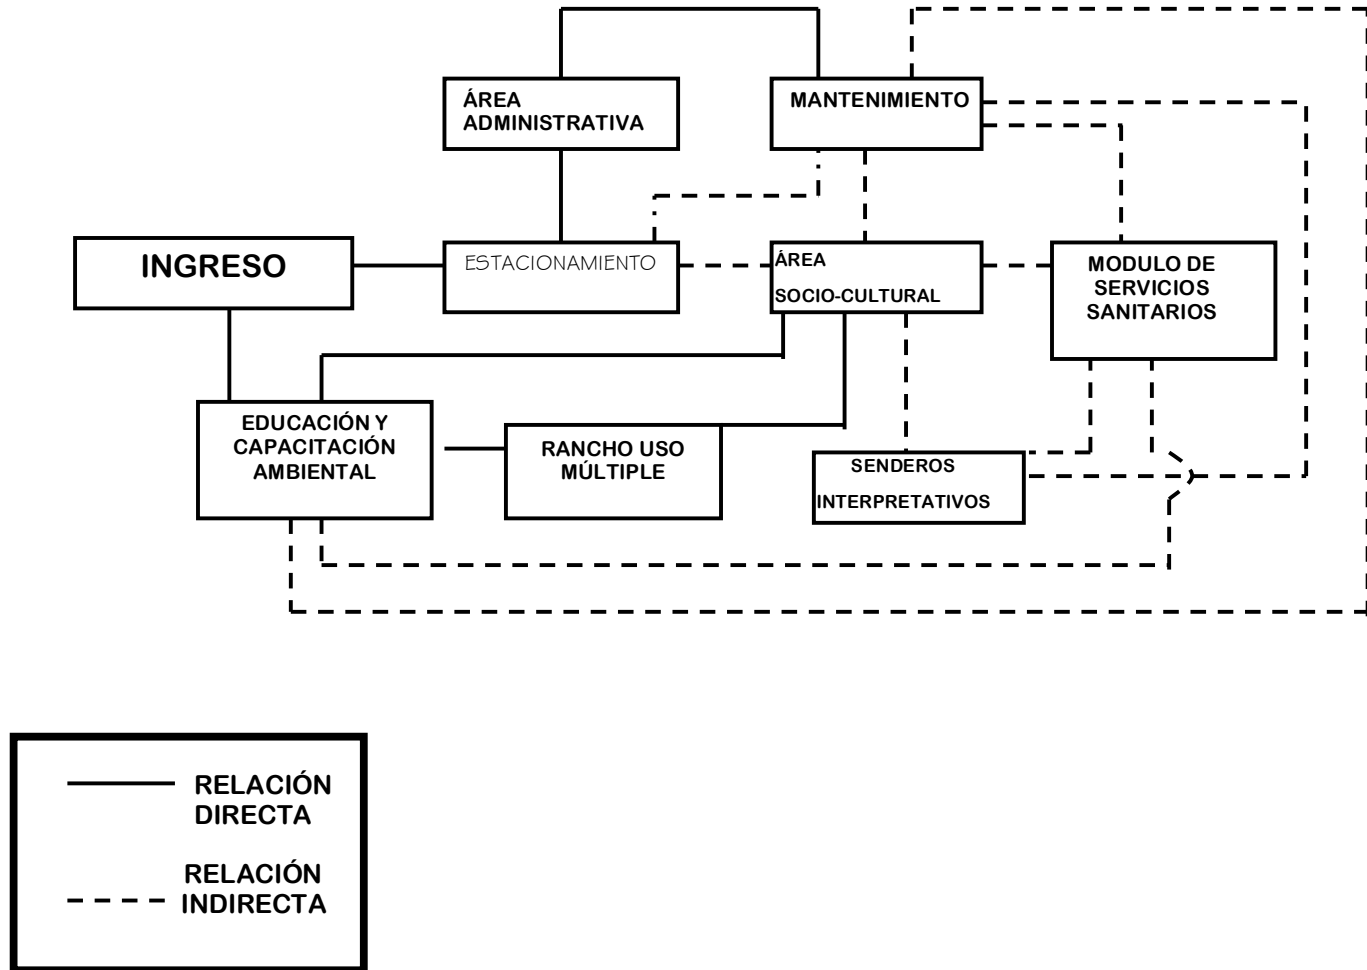 ÁREA
ADMINISTRATIVA
MANTENIMIENTO
INGRESO
ESTACIONAMIENTO
ÁREA
SOCIO-CULTURAL
MODULO DE
SERVICIOS
SANITARIOS
EDUCACIÓN Y
CAPACITACIÓN
AMBIENTAL
RANCHO USO
MÚLTIPLE
SENDEROS
INTERPRETATIVOS
RELACIÓN
DIRECTA
RELACIÓN
INDIRECTA